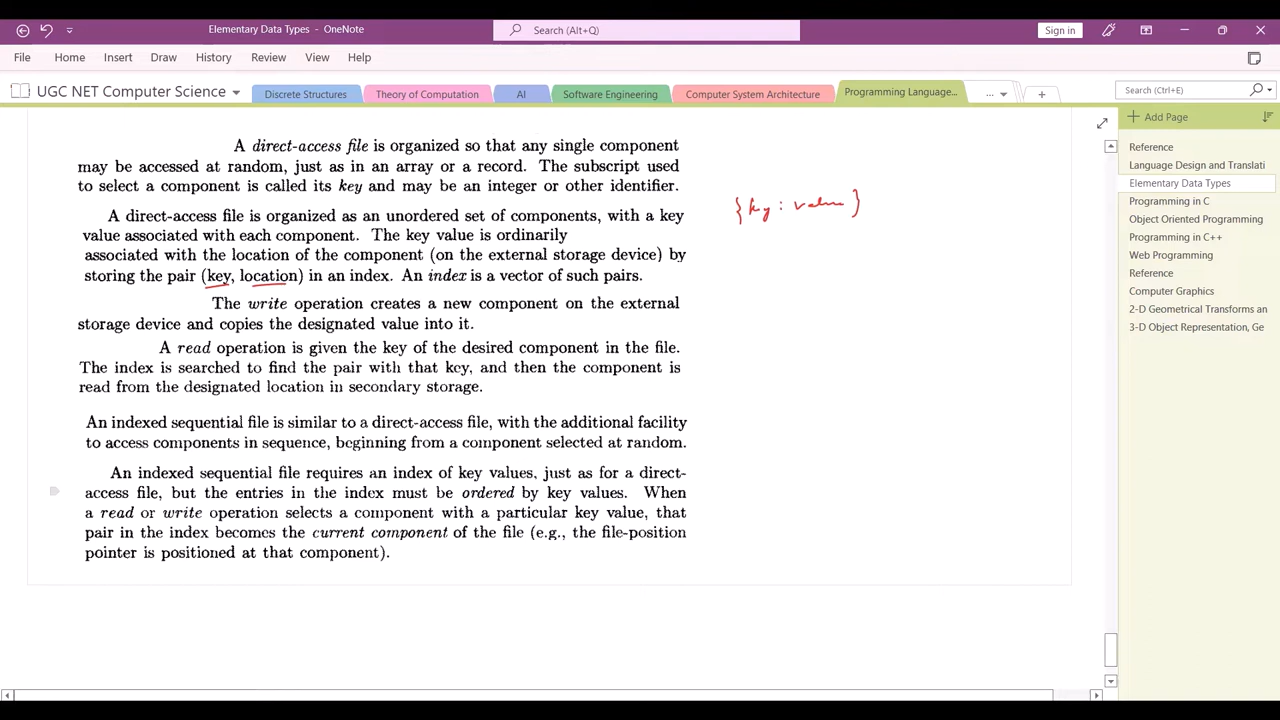 Elementary Data Types - OneNote
Search (Alt+Q)
Sign in
File Home Insert Draw History Review View Help
UGC NET Computer Science
Discrete Structures
Theory of Computation
AI
Software Engineering
Computer System Architecture
Programming Language...
...
Search (Ctrl+E)
Add Page
Reference
Language Design and Translati
Elementary Data Types
Programming in C
Object Oriented Programming
Programming in C++
Web Programming
Reference
Computer Graphics
2-D Geometrical Transforms an
3-D Object Representation, Ge
A direct-access file is organized so that any single component
may be accessed at random, just as in an array or a record. The subscript used
to select a component is called its key and may be an integer or other identifier.
A direct-access file is organized as an unordered set of components, with a key
value associated with each component. The key value is ordinarily
associated with the location of the component (on the external storage device) by
storing the pair (key, location) in an index. An index is a vector of such pairs.
{key : value}
The write operation creates a new component on the external
storage device and copies the designated value into it.
A read operation is given the key of the desired component in the file.
The index is searched to find the pair with that key, and then the component is
read from the designated location in secondary storage.
An indexed sequential file is similar to a direct-access file, with the additional facility
to access components in sequence, beginning from a component selected at random.
An indexed sequential file requires an index of key values, just as for a direct-
access file, but the entries in the index must be ordered by key values. When
a read or write operation selects a component with a particular key value, that
pair in the index becomes the current component of the file (e.g., the file-position
pointer is positioned at that component).